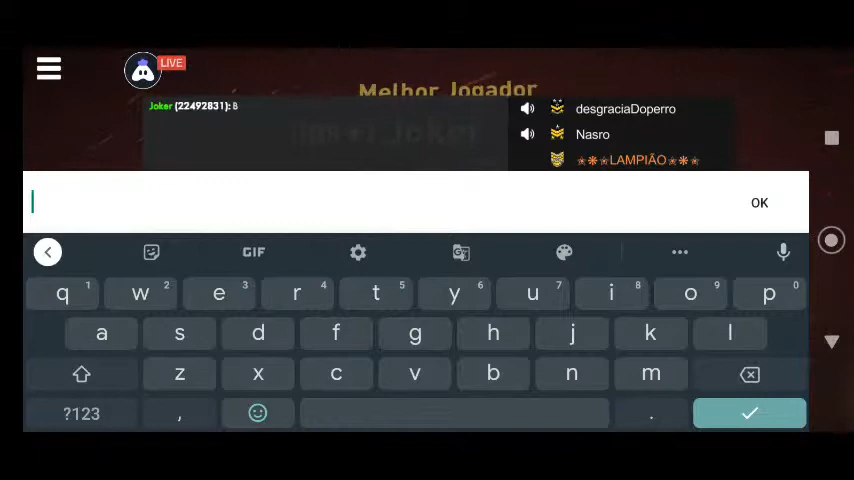 LIVE
Melhor Jogador
Joker (22492831): B
desgraciaDoperro
Nasro
✭❋✭LAMPIÃO✭❋✭
OK
GIF
q 1 w 2 e 3 r 4 t 5 y 6 u 7 i 8 o 9 p 0
a s d f g h j k l
z x c v b n m
?123 , .